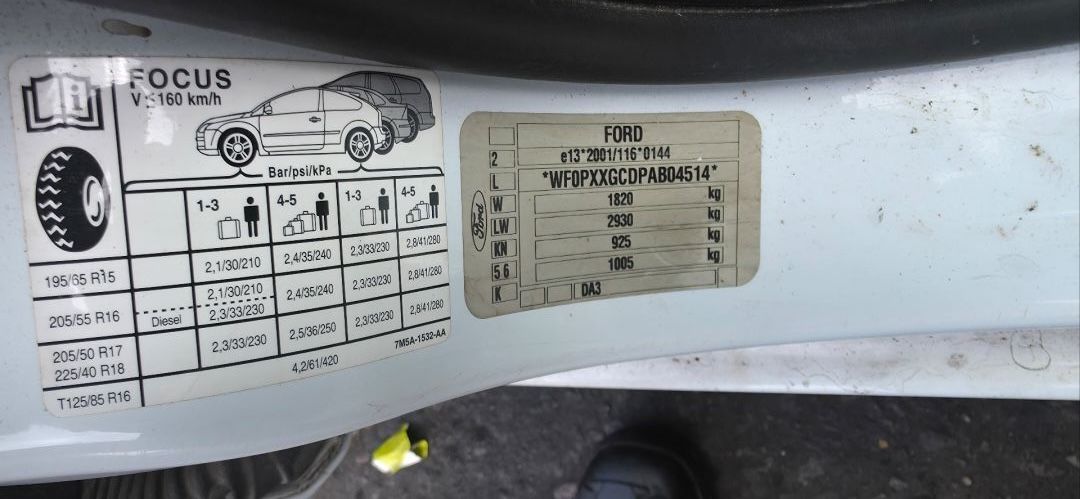 FOCUS
V ≤ 160 km/h
Bar/psi/kPa
1-3 4-5 1-3 4-5
195/65 R15 2,1/30/210 2,4/35/240 2,3/33/230 2,8/41/280
205/55 R16 2,1/30/210 2,4/35/240 2,3/33/230 2,8/41/280
Diesel 2,3/33/230
205/50 R17 2,3/33/230 2,5/36/250 2,3/33/230 2,8/41/280
225/40 R18
T125/85 R16 4,2/61/420
7M5A-1532-AA
Ford
FORD
2 e13*2001/116*0144
L *WF0PXXGCDPAB04514*
W 1820 kg
LW 2930 kg
KN 925 kg
5 6 1005 kg
K DA3